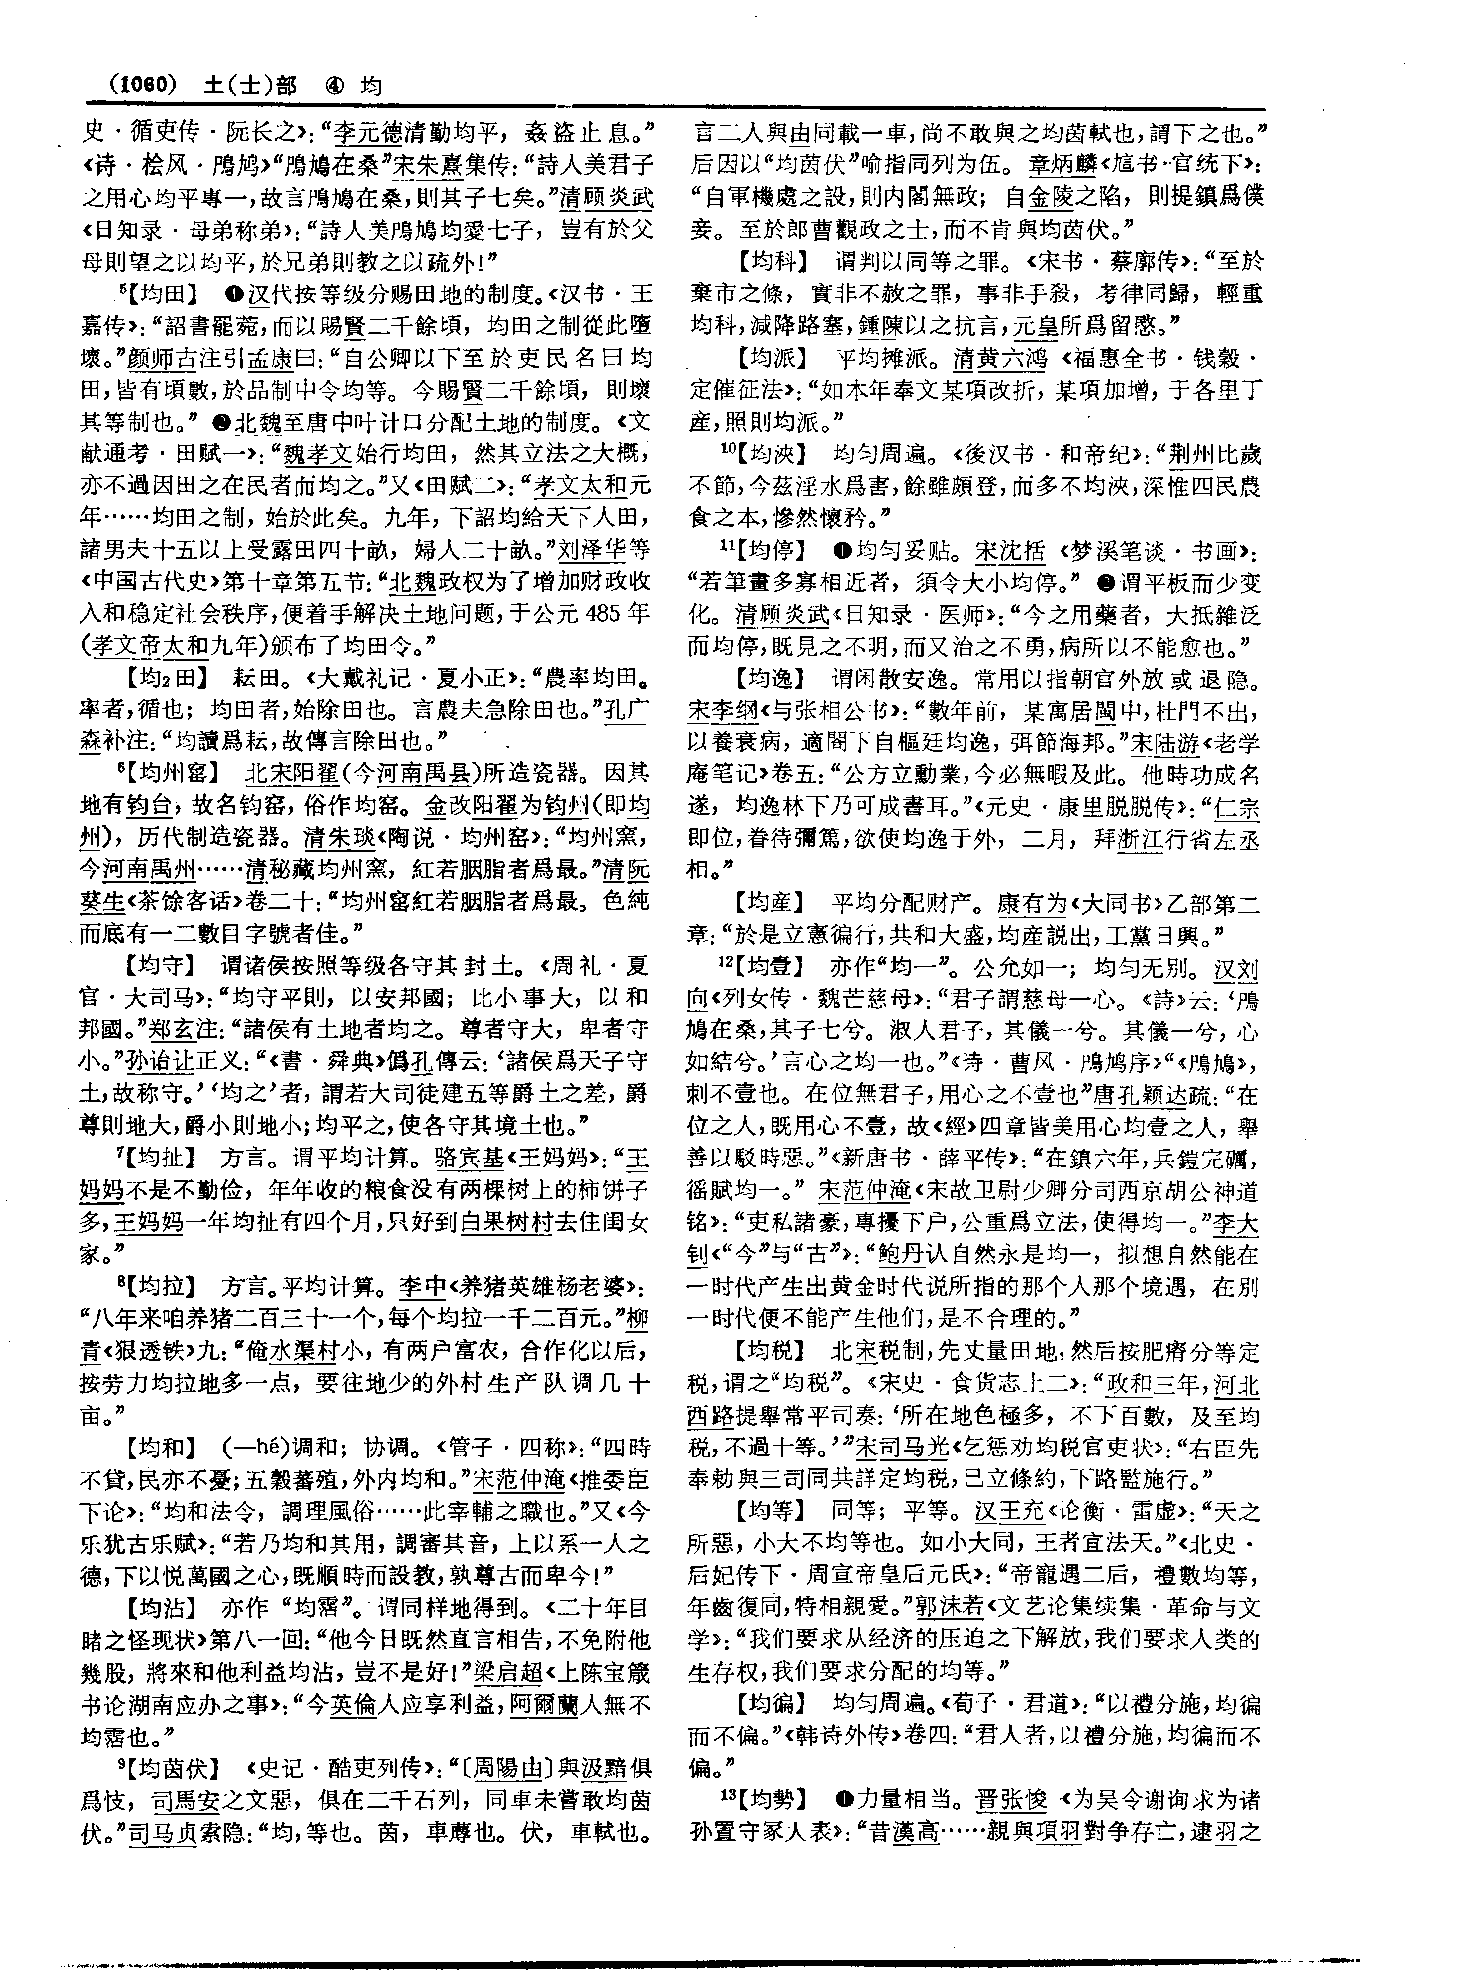 (1060) 土(士)部 ④ 均
史·循吏传·阮长之》：“李元德清勤均平，姦盗止息。”
《诗·桧风·鳲鸠》“鳲鳩在桑”宋朱熹集传：“詩人美君子
之用心均平專一，故言鳲鳩在桑，則其子七矣。”清顾炎武
《日知录·母弟称弟》：“詩人美鳲鳩均愛七子，豈有於父
母則望之以均平，於兄弟則教之以疏外！”
⁵【均田】 ❶汉代按等级分赐田地的制度。《汉书·王
嘉传》：“詔書罷菀，而以賜賢二千餘頃，均田之制從此墮
壞。”颜师古注引孟康曰：“自公卿以下至於吏民名曰均
田，皆有頃數，於品制中令均等。今賜賢二千餘頃，則壞
其等制也。” ❷北魏至唐中叶计口分配土地的制度。《文
献通考·田赋一》：“魏孝文始行均田，然其立法之大概，
亦不過因田之在民者而均之。”又《田赋二》：“孝文太和元
年……均田之制，始於此矣。九年，下詔均給天下人田，
諸男夫十五以上受露田四十畝，婦人二十畝。”刘泽华等
《中国古代史》第十章第五节：“北魏政权为了增加财政收
入和稳定社会秩序，便着手解决土地问题，于公元 485 年
(孝文帝太和九年)颁布了均田令。”
【均₂田】 耘田。《大戴礼记·夏小正》：“農率均田。
率者，循也；均田者，始除田也。言農夫急除田也。”孔广
森补注：“均讀爲耘，故傳言除田也。”
⁶【均州窑】 北宋阳翟(今河南禹县)所造瓷器。因其
地有钧台，故名钧窑，俗作均窑。金改阳翟为钧州(即均
州)，历代制造瓷器。清朱琰《陶说·均州窑》：“均州窯，
今河南禹州……清秘藏均州窯，紅若胭脂者爲最。”清阮
葵生《茶馀客话》卷二十：“均州窰紅若胭脂者爲最，色純
而底有一二數目字號者佳。”
【均守】 谓诸侯按照等级各守其封土。《周礼·夏
官·大司马》：“均守平則，以安邦國；比小事大，以和
邦國。”郑玄注：“諸侯有土地者均之。尊者守大，卑者守
小。”孙诒让正义：“《書·舜典》僞孔傳云：‘諸侯爲天子守
土，故称守。’‘均之’者，謂若大司徒建五等爵土之差，爵
尊則地大，爵小則地小；均平之，使各守其境土也。”
⁷【均扯】 方言。谓平均计算。骆宾基《王妈妈》：“王
妈妈不是不勤俭，年年收的粮食没有两棵树上的柿饼子
多，王妈妈一年均扯有四个月，只好到白果树村去住闺女
家。”
⁸【均拉】 方言。平均计算。李中《养猪英雄杨老婆》：
“八年来咱养猪二百三十一个，每个均拉一千二百元。”柳
青《狠透铁》九：“俺水渠村小，有两户富农，合作化以后，
按劳力均拉地多一点，要往地少的外村生产队调几十
亩。”
【均和】 (—hé)调和；协调。《管子·四称》：“四時
不貸，民亦不憂；五穀蕃殖，外内均和。”宋范仲淹《推委臣
下论》：“均和法令，調理風俗……此宰輔之職也。”又《今
乐犹古乐赋》：“若乃均和其用，調審其音，上以系一人之
德，下以悦萬國之心，既順時而設教，孰尊古而卑今！”
【均沾】 亦作“均霑”。谓同样地得到。《二十年目
睹之怪现状》第八一回：“他今日既然直言相告，不免附他
幾股，將來和他利益均沾，豈不是好！”梁启超《上陈宝箴
书论湖南应办之事》：“今英倫人应享利益，阿爾蘭人無不
均霑也。”
⁹【均茵伏】 《史记·酷吏列传》：“〔周陽由〕與汲黯俱
爲忮，司馬安之文惡，俱在二千石列，同車未嘗敢均茵
伏。”司马贞索隐：“均，等也。茵，車蓐也。伏，車軾也。
言二人與由同載一車，尚不敢與之均茵軾也，謂下之也。”
后因以“均茵伏”喻指同列为伍。章炳麟《訄书·官统下》：
“自軍機處之設，則内閣無政；自金陵之陷，則提鎮爲僕
妾。至於郎曹觀政之士，而不肯與均茵伏。”
【均科】 谓判以同等之罪。《宋书·蔡廓传》：“至於
棄市之條，實非不赦之罪，事非手殺，考律同歸，輕重
均科，減降路塞，鍾陳以之抗言，元皇所爲留愍。”
【均派】 平均摊派。清黄六鸿《福惠全书·钱穀·
定催征法》：“如本年奉文某項改折，某項加增，于各里丁
産，照則均派。”
¹⁰【均浹】 均匀周遍。《後汉书·和帝纪》：“荆州比歲
不節，今茲淫水爲害，餘雖頗登，而多不均浹，深惟四民農
食之本，慘然懷矜。”
¹¹【均停】 ❶均匀妥贴。宋沈括《梦溪笔谈·书画》：
“若筆畫多寡相近者，須令大小均停。” ❷谓平板而少变
化。清顾炎武《日知录·医师》：“今之用藥者，大抵雜泛
而均停，既見之不明，而又治之不勇，病所以不能愈也。”
【均逸】 谓闲散安逸。常用以指朝官外放或退隐。
宋李纲《与张相公书》：“數年前，某寓居閩中，杜門不出，
以養衰病，適閤下自樞廷均逸，弭節海邦。”宋陆游《老学
庵笔记》卷五：“公方立勳業，今必無暇及此。他時功成名
遂，均逸林下乃可成書耳。”《元史·康里脱脱传》：“仁宗
即位，眷待彌篤，欲使均逸于外，二月，拜浙江行省左丞
相。”
【均産】 平均分配财产。康有为《大同书》乙部第二
章：“於是立憲徧行，共和大盛，均産説出，工黨日興。”
¹²【均壹】 亦作“均一”。公允如一；均匀无别。汉刘
向《列女传·魏芒慈母》：“君子謂慈母一心。《詩》云：‘鳲
鳩在桑，其子七兮。淑人君子，其儀一兮。其儀一兮，心
如結兮。’言心之均一也。”《诗·曹风·鳲鸠序》“《鳲鳩》，
刺不壹也。在位無君子，用心之不壹也”唐孔颖达疏：“在
位之人，既用心不壹，故《經》四章皆美用心均壹之人，舉
善以駁時惡。”《新唐书·薛平传》：“在鎮六年，兵鎧完礪，
徭賦均一。” 宋范仲淹《宋故卫尉少卿分司西京胡公神道
铭》：“吏私諸豪，專擾下户，公重爲立法，使得均一。”李大
钊《“今”与“古”》：“鲍丹认自然永是均一，拟想自然能在
一时代产生出黄金时代说所指的那个人那个境遇，在别
一时代便不能产生他们，是不合理的。”
【均税】 北宋税制，先丈量田地，然后按肥瘠分等定
税，谓之“均税”。《宋史·食货志上二》：“政和三年，河北
西路提舉常平司奏：‘所在地色極多，不下百數，及至均
税，不過十等。’”宋司马光《乞惩劝均税官吏状》：“右臣先
奉勅與三司同共詳定均税，已立條約，下路監施行。”
【均等】 同等；平等。汉王充《论衡·雷虚》：“天之
所惡，小大不均等也。如小大同，王者宜法天。”《北史·
后妃传下·周宣帝皇后元氏》：“帝寵遇二后，禮數均等，
年齒復同，特相親愛。”郭沫若《文艺论集续集·革命与文
学》：“我们要求从经济的压迫之下解放，我们要求人类的
生存权，我们要求分配的均等。”
【均徧】 均匀周遍。《荀子·君道》：“以禮分施，均徧
而不偏。”《韩诗外传》卷四：“君人者，以禮分施，均徧而不
偏。”
¹³【均勢】 ❶力量相当。晋张悛《为吴令谢询求为诸
孙置守冢人表》：“昔漢高……親與項羽對争存亡，逮羽之